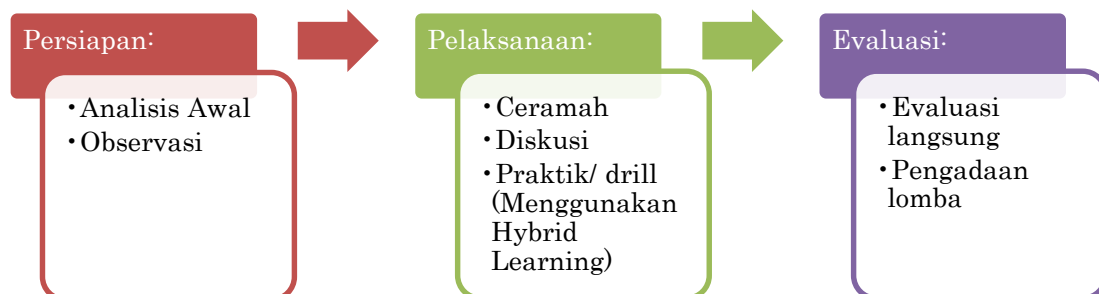 Persiapan:
• Analisis Awal
• Observasi
Pelaksanaan:
• Ceramah
• Diskusi
• Praktik/ drill
(Menggunakan
Hybrid
Learning)
Evaluasi:
• Evaluasi
langsung
• Pengadaan
lomba